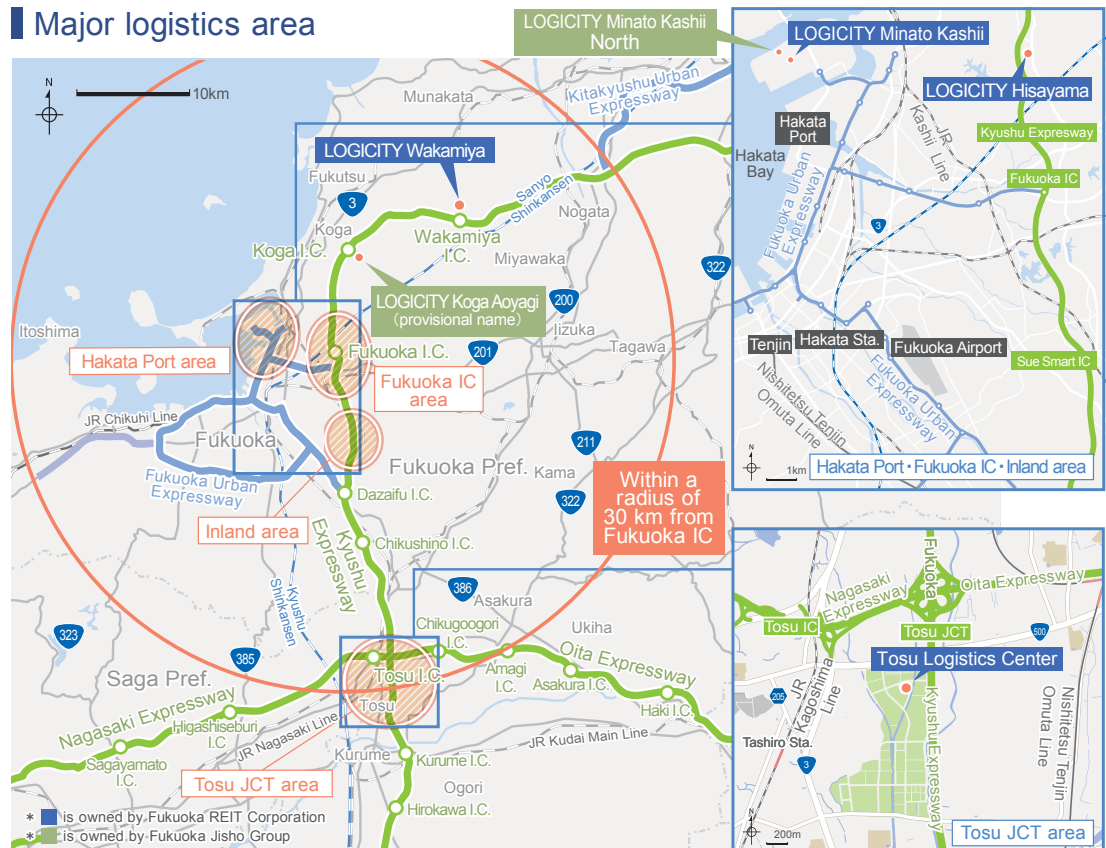 Major logistics area
LOGICITY Minato Kashii
North
N
10km
Munakata
Kitakyushu Urban
Expressway
LOGICITY Wakamiya
Fukutsu
3
Sanyo
Shinkansen
Nogata
Koga
Koga I.C.
Wakamiya
I.C.
Miyawaka
322
LOGICITY Koga Aoyagi
(provisional name)
200
Iizuka
Itoshima
Hakata Port area
Fukuoka I.C.
201
Tagawa
Fukuoka IC
area
JR Chikuhi Line
Fukuoka
211
Fukuoka Pref.
Kama
Fukuoka Urban
Expressway
Dazaifu I.C.
322
Within a
radius of
30 km from
Fukuoka IC
Inland area
Chikushino I.C.
Kyushu
Expressway
Kyushu
Shinkansen
386
Asakura
323
385
Chikugoogori
I.C.
Ukiha
Oita Expressway
Saga Pref.
Tosu I.C.
Amagi
I.C.
Asakura I.C.
Tosu
Haki I.C.
Nagasaki Expressway
Higashiseburi
I.C
JR Nagasaki Line
JR Kudai Main Line
Sagayamato
I.C.
Kurume
Kurume I.C.
Tosu JCT area
Ogori
Hirokawa I.C.
* is owned by Fukuoka REIT Corporation
* is owned by Fukuoka Jisho Group
LOGICITY Minato Kashii
LOGICITY Hisayama
Hakata
Port
JR
Kashii Line
Kyushu Expresway
Hakata
Bay
Fukuoka IC
Fukuoka Urban
Expressway
3
Tenjin
Hakata Sta.
Fukuoka Airport
Sue Smart IC
Nishitetsu Tenjin
Omuta Line
Fukuoka Urban
Expressway
N
1km
Hakata Port・Fukuoka IC・Inland area
Fukuoka
Nagasaki
Expressway
Oita Expressway
Tosu IC
Tosu JCT
500
Tosu Logistics Center
205
JR
Kagoshima
Line
Kyushu Expressway
Nishitetsu Tenjin
Omuta Line
Tashiro Sta.
3
N
200m
Tosu JCT area